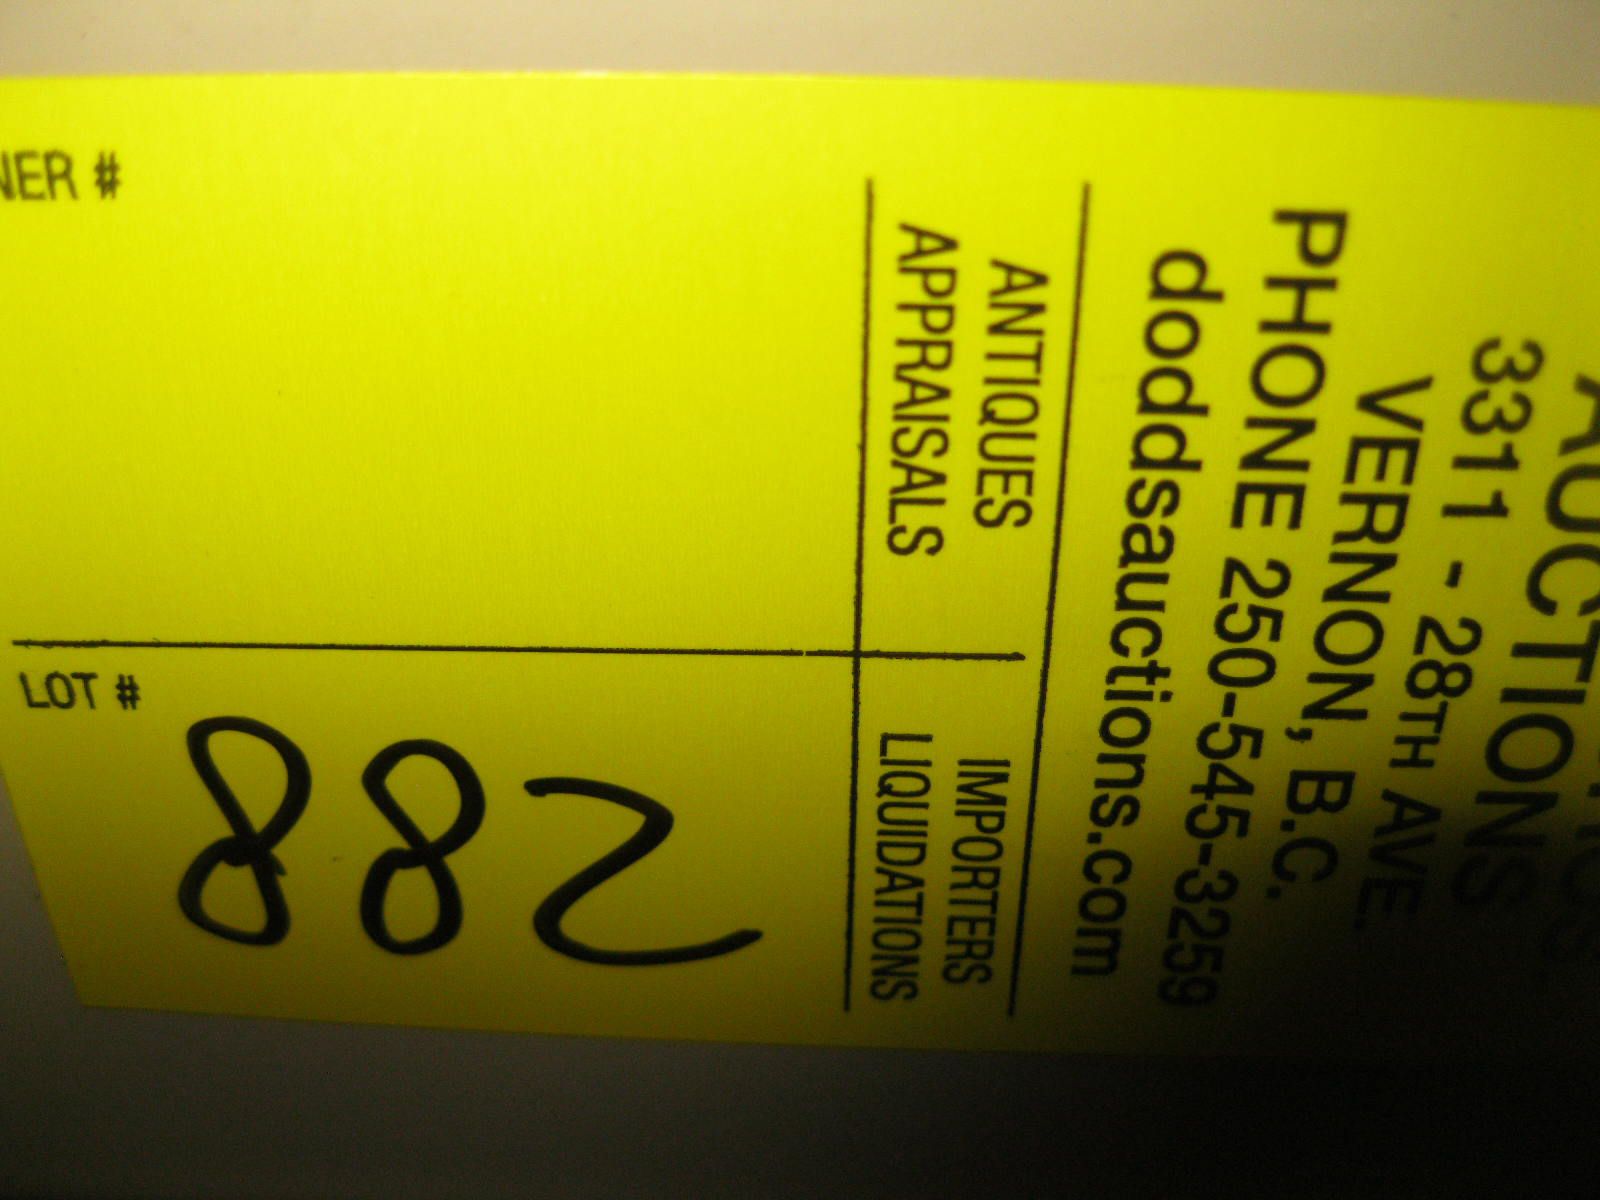 AUCTIONS
3311 - 28TH AVE.
VERNON, B.C.
PHONE 250-545-3259
doddsauctions.com
ANTIQUES
APPRAISALS
IMPORTERS
LIQUIDATIONS
NER #
LOT #
882